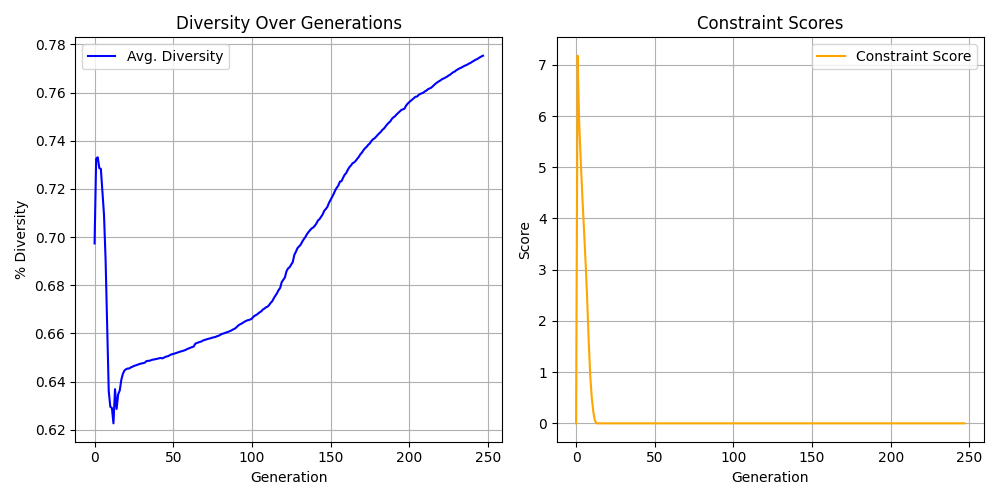 Diversity Over Generations
Avg. Diversity
0.78
0.76
0.74
0.72
0.70
0.68
0.66
0.64
0.62
% Diversity
0 50 100 150 200 250
Generation
Constraint Scores
Constraint Score
7
6
5
4
3
2
1
0
Score
0 50 100 150 200 250
Generation